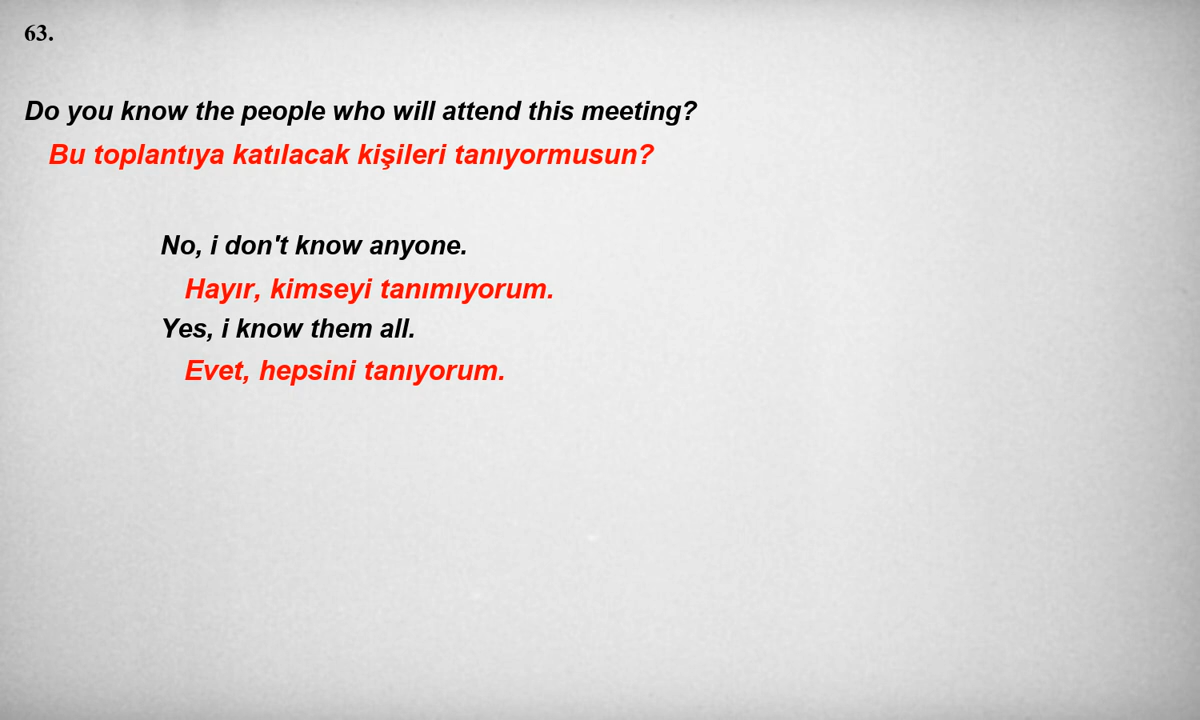 63.
Do you know the people who will attend this meeting?
Bu toplantıya katılacak kişileri tanıyormusun?
No, i don't know anyone.
Hayır, kimseyi tanımıyorum.
Yes, i know them all.
Evet, hepsini tanıyorum.